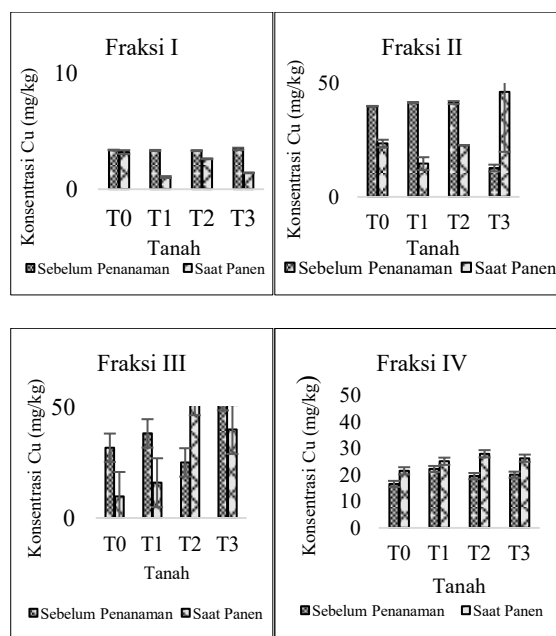 Fraksi I
Konsentrasi Cu (mg/kg)
10
0
T0 T1 T2 T3
Tanah
Sebelum Penanaman Saat Panen
Fraksi II
Konsentrasi Cu (mg/kg)
50
0
T0 T1 T2 T3
Tanah
Sebelum Penanaman Saat Panen
Fraksi III
Konsentrasi Cu (mg/kg)
50
0
T0 T1 T2 T3
Tanah
Sebelum Penanaman Saat Panen
Fraksi IV
Konsentrasi Cu (mg/kg)
50
40
30
20
10
0
T0 T1 T2 T3
Tanah
Sebelum Penanaman Saat Panen